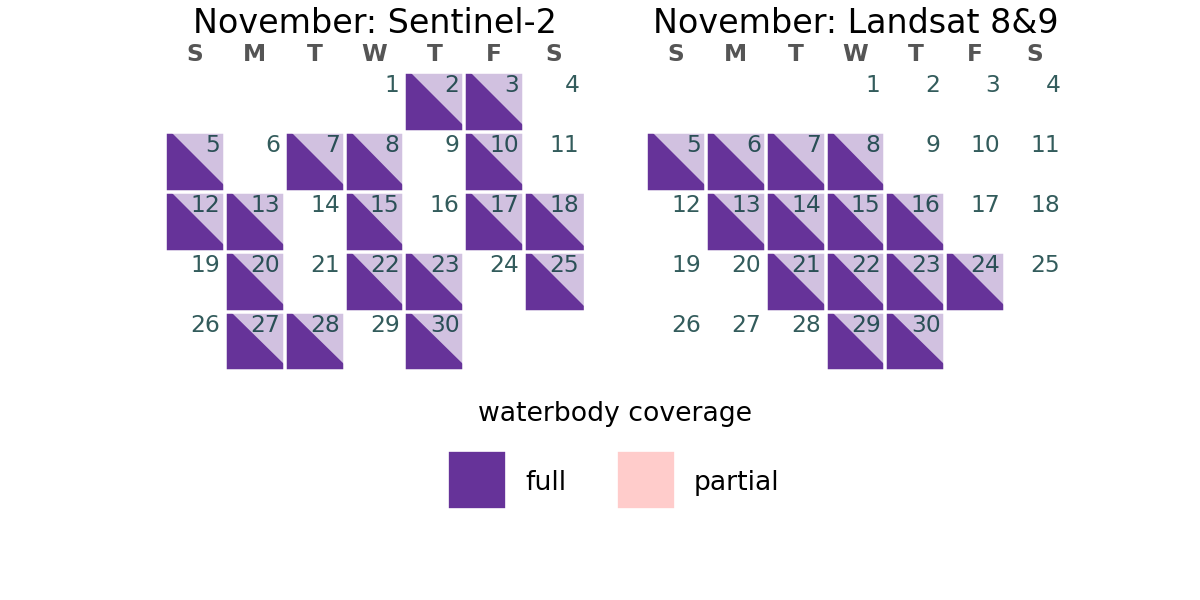 November: Sentinel-2
S M T W T F S
1 2 3 4
5 6 7 8 9 10 11
12 13 14 15 16 17 18
19 20 21 22 23 24 25
26 27 28 29 30
November: Landsat 8&9
S M T W T F S
1 2 3 4
5 6 7 8 9 10 11
12 13 14 15 16 17 18
19 20 21 22 23 24 25
26 27 28 29 30
waterbody coverage
full partial